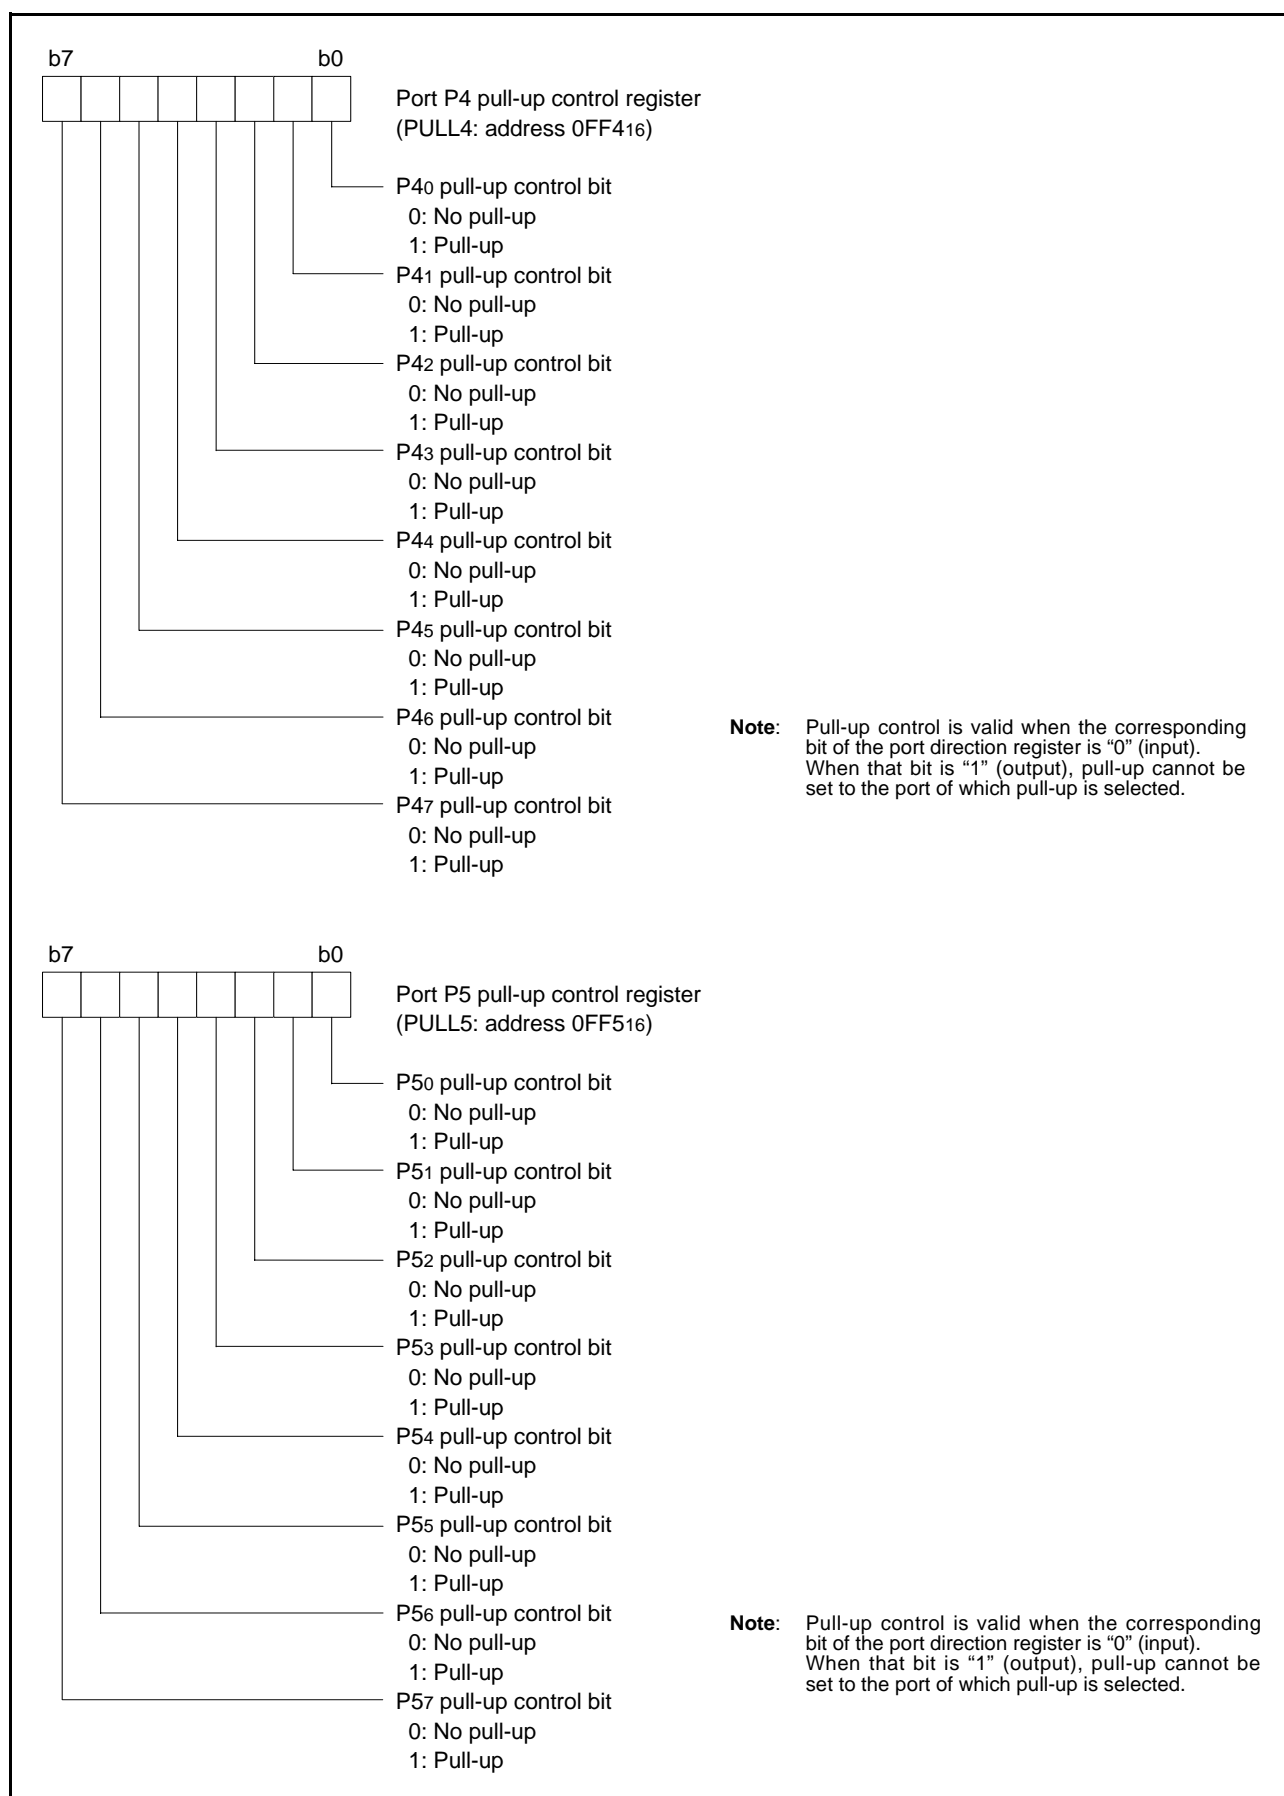 b7 b0
Port P4 pull-up control register
(PULL4: address 0FF416)
P40 pull-up control bit
0: No pull-up
1: Pull-up
P41 pull-up control bit
0: No pull-up
1: Pull-up
P42 pull-up control bit
0: No pull-up
1: Pull-up
P43 pull-up control bit
0: No pull-up
1: Pull-up
P44 pull-up control bit
0: No pull-up
1: Pull-up
P45 pull-up control bit
0: No pull-up
1: Pull-up
P46 pull-up control bit
0: No pull-up
1: Pull-up
P47 pull-up control bit
0: No pull-up
1: Pull-up
Note: Pull-up control is valid when the corresponding
bit of the port direction register is “0” (input).
When that bit is “1” (output), pull-up cannot be
set to the port of which pull-up is selected.
b7 b0
Port P5 pull-up control register
(PULL5: address 0FF516)
P50 pull-up control bit
0: No pull-up
1: Pull-up
P51 pull-up control bit
0: No pull-up
1: Pull-up
P52 pull-up control bit
0: No pull-up
1: Pull-up
P53 pull-up control bit
0: No pull-up
1: Pull-up
P54 pull-up control bit
0: No pull-up
1: Pull-up
P55 pull-up control bit
0: No pull-up
1: Pull-up
P56 pull-up control bit
0: No pull-up
1: Pull-up
P57 pull-up control bit
0: No pull-up
1: Pull-up
Note: Pull-up control is valid when the corresponding
bit of the port direction register is “0” (input).
When that bit is “1” (output), pull-up cannot be
set to the port of which pull-up is selected.